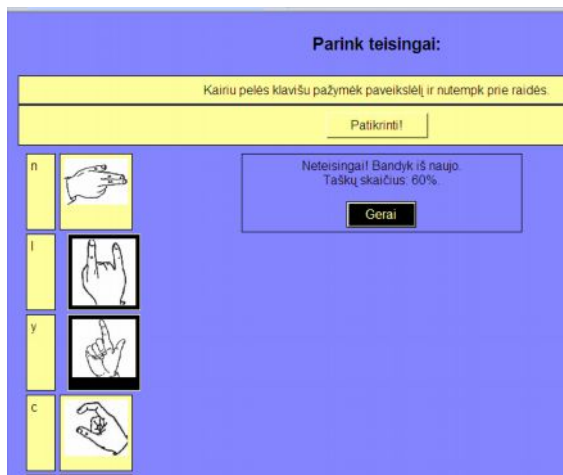 Parink teisingai:
Kairiu pelės klavišu pažymėk paveikslėlį ir nutempk prie raidės.
Patikrinti!
Neteisingai! Bandyk iš naujo.
Taškų skaičius: 60%.
Gerai
n
l
y
c